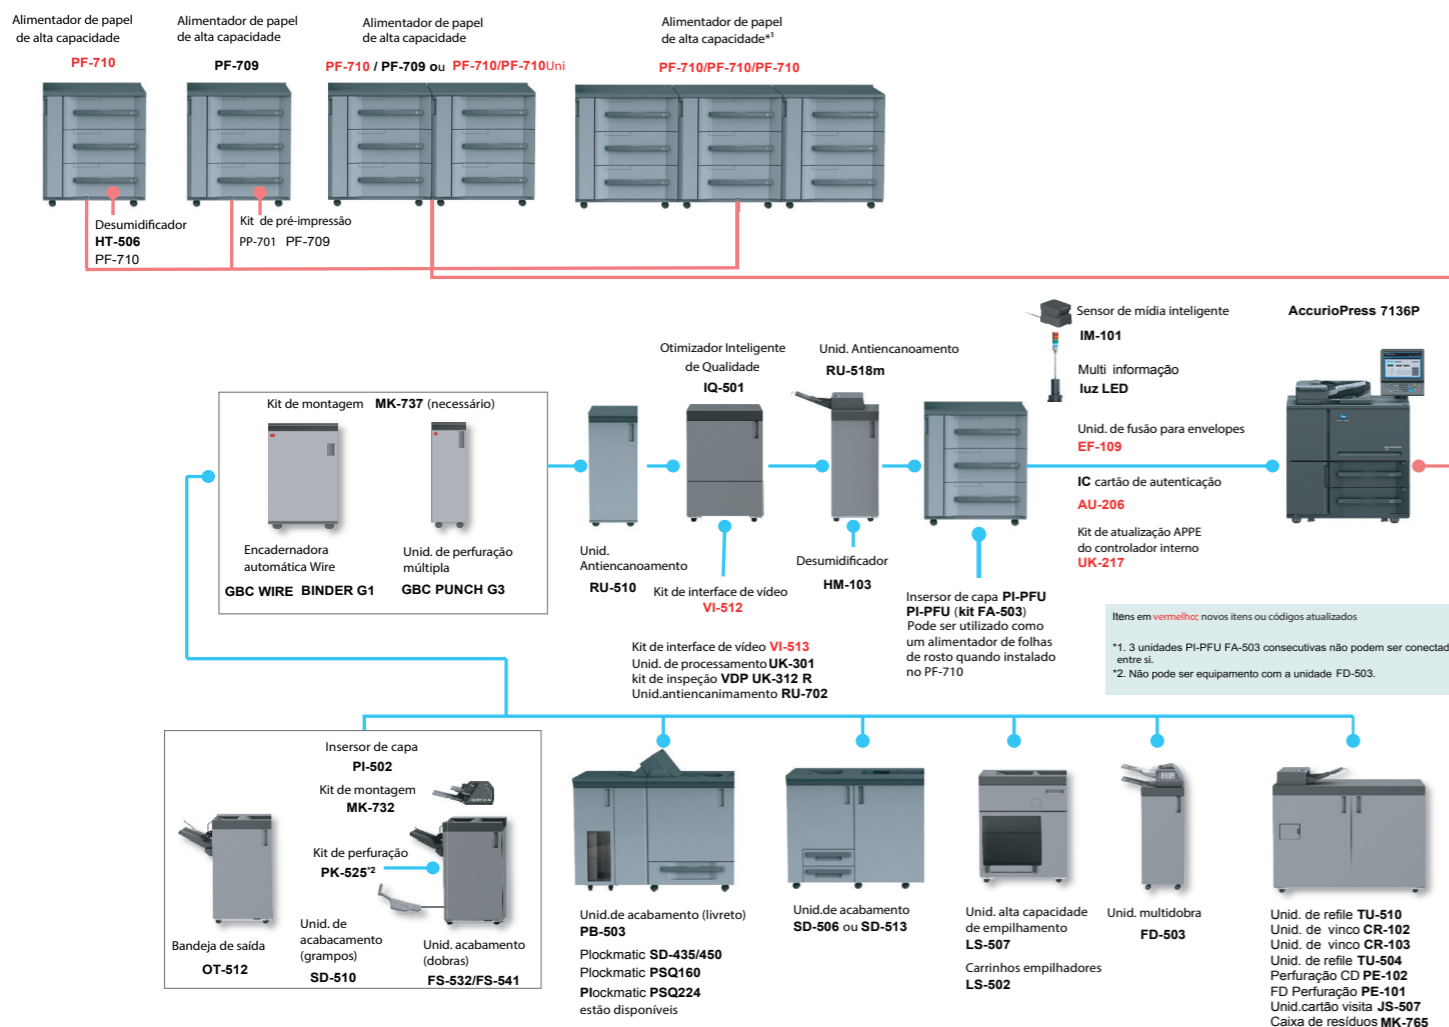 Alimentador de papel
de alta capacidade
PF-710
Alimentador de papel
de alta capacidade
PF-709
Alimentador de papel
de alta capacidade
PF-710 / PF-709 ou PF-710/PF-710Uni
Alimentador de papel
de alta capacidade*1
PF-710/PF-710/PF-710
Desumidificador
HT-506
PF-710
Kit de pré-impressão
PP-701 PF-709
Sensor de mídia inteligente
IM-101
Multi informação
luz LED
AccurioPress 7136P
Otimizador Inteligente
de Qualidade
IQ-501
Unid. Antiencanoamento
RU-518m
Kit de montagem MK-737 (necessário)
Unid. de fusão para envelopes
EF-109
IC cartão de autenticação
AU-206
Kit de atualização APPE
do controlador interno
UK-217
Encadernadora
automática Wire
GBC WIRE BINDER G1
Unid. de perfuração
múltipla
GBC PUNCH G3
Unid.
Antiencanoamento
RU-510
Kit de interface de vídeo
VI-512
Desumidificador
HM-103
Insersor de capa PI-PFU
PI-PFU (kit FA-503)
Pode ser utilizado como
um alimentador de folhas
de rosto quando instalado
no PF-710
Kit de interface de vídeo VI-513
Unid. de processamento UK-301
kit de inspeção VDP UK-312 R
Unid.antiencanimamento RU-702
Itens em vermelho: novos itens ou códigos atualizados
*1. 3 unidades PI-PFU FA-503 consecutivas não podem ser conectad
entre si.
*2. Não pode ser equipamento com a unidade FD-503.
Insersor de capa
PI-502
Kit de montagem
MK-732
Kit de perfuração
PK-525*2
Bandeja de saída
OT-512
Unid. de
acabacamento
(grampos)
SD-510
Unid. acabamento
(dobras)
FS-532/FS-541
Unid.de acabamento (livreto)
PB-503
Plockmatic SD-435/450
Plockmatic PSQ160
PIockmatic PSQ224
estão disponíveis
Unid.de acabamento
SD-506 ou SD-513
Unid. alta capacidade
de empilhamento
LS-507
Carrinhos empilhadores
LS-502
Unid. multidobra
FD-503
Unid. de refile TU-510
Unid. de vinco CR-102
Unid. de vinco CR-103
Unid. de refile TU-504
Perfuração CD PE-102
FD Perfuração PE-101
Unid.cartão visita JS-507
Caixa de resíduos MK-765